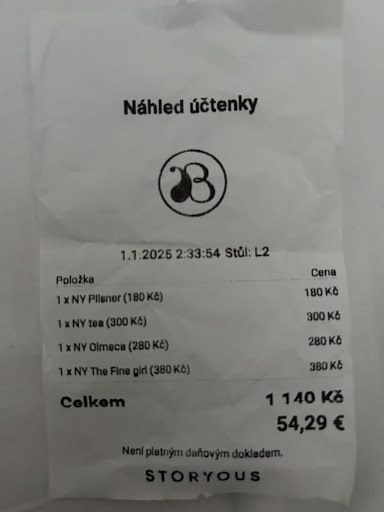 Náhled účtenky
B
1.1.2025 2:33:54 Stůl: L2
Položka Cena
1 x NY Pilsner (180 Kč) 180 Kč
1 x NY tea (300 Kč) 300 Kč
1 x NY Olmeca (280 Kč) 280 Kč
1 x NY The Fine girl (380 Kč) 380 Kč
Celkem 1 140 Kč
54,29 €
Není platným daňovým dokladem.
STORYOUS